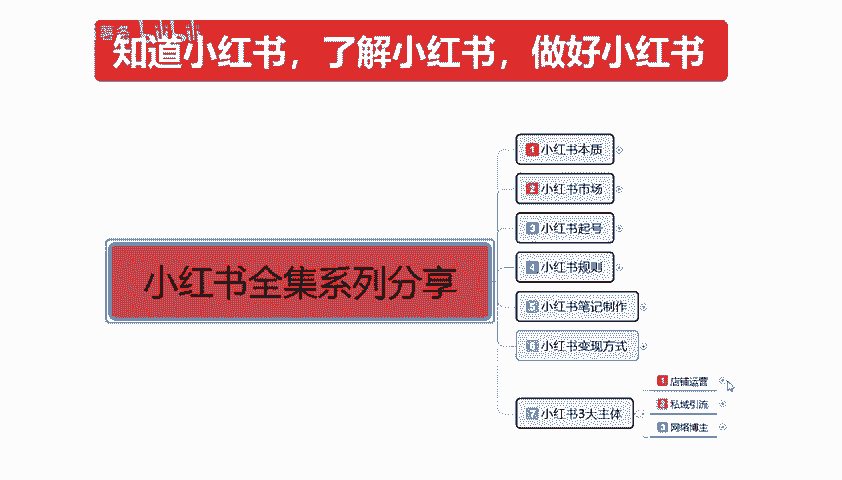 知道小红书，了解小红书，做好小红书
小红书全集系列分享
1 小红书本质
2 小红书市场
3 小红书起号
4 小红书规则
5 小红书笔记制作
6 小红书变现方式
7 小红书3大主体
1 店铺运营
2 私域引流
3 网络博主